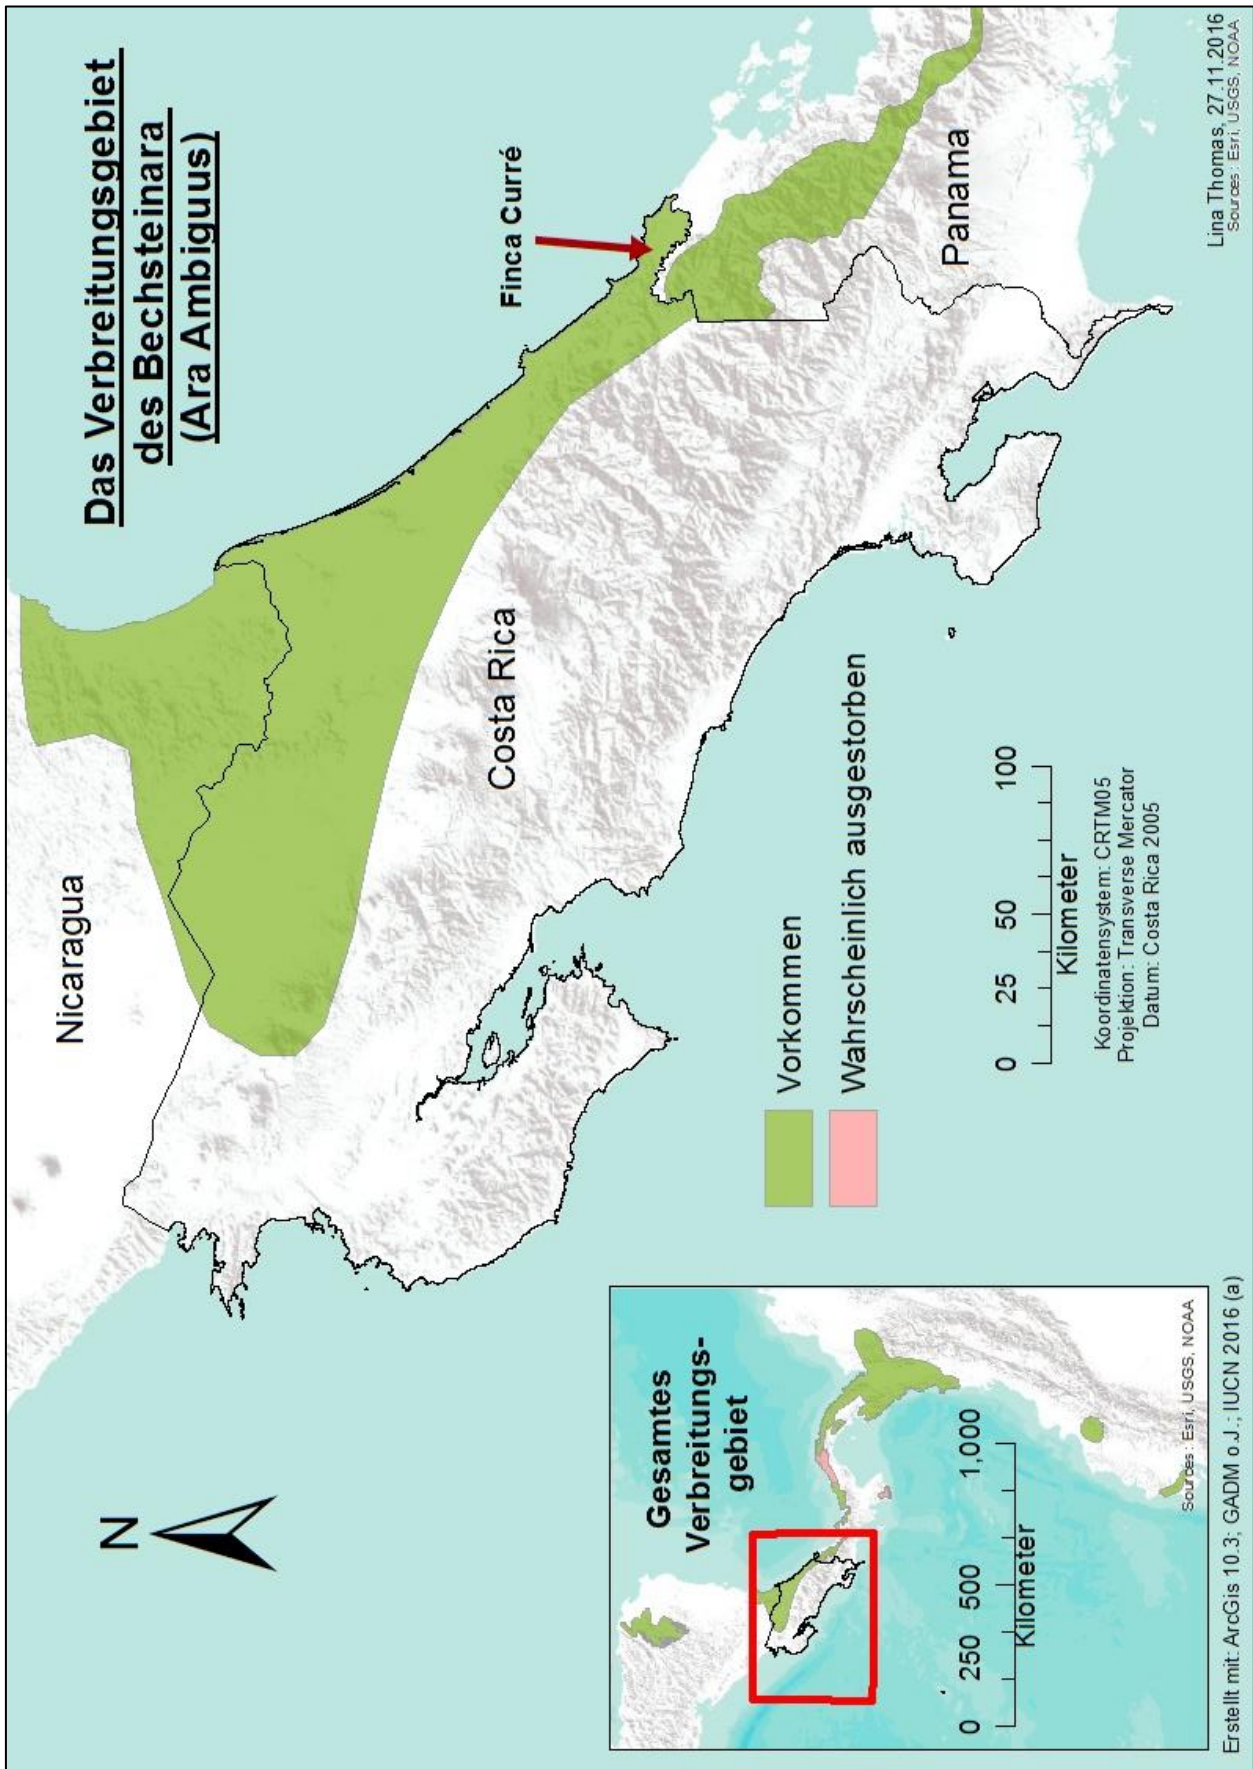 Das Verbreitungsgebiet
des Bechsteinara
(Ara Ambiguus)
N
Nicaragua
Finca Curré
Costa Rica
Panama
Gesamtes
Verbreitungs-
gebiet
0 250 500 1,000
Kilometer
Sources: Esri, USGS, NOAA
Vorkommen
Wahrscheinlich ausgestorben
0 25 50 100
Kilometer
Koordinatensystem: CRTM05
Projektion: Transverse Mercator
Datum: Costa Rica 2005
Lina Thomas, 27.11.2016
Sources: Esri, USGS, NOAA
Erstellt mit: ArcGis 10.3; GADM o.J.; IUCN 2016 (a)